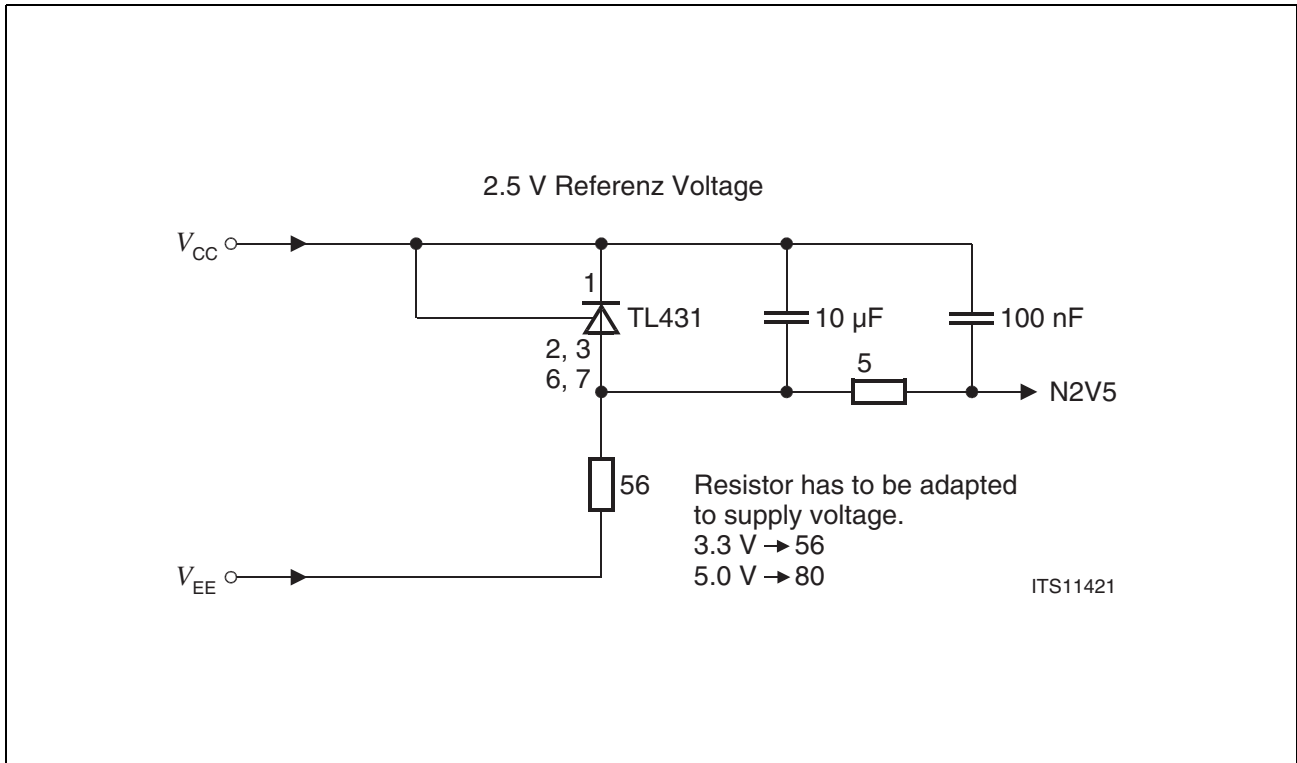 2.5 V Referenz Voltage
VCC
1
TL431
10 µF
100 nF
2, 3
6, 7
5
N2V5
56
Resistor has to be adapted
to supply voltage.
3.3 V → 56
5.0 V → 80
VEE
ITS11421